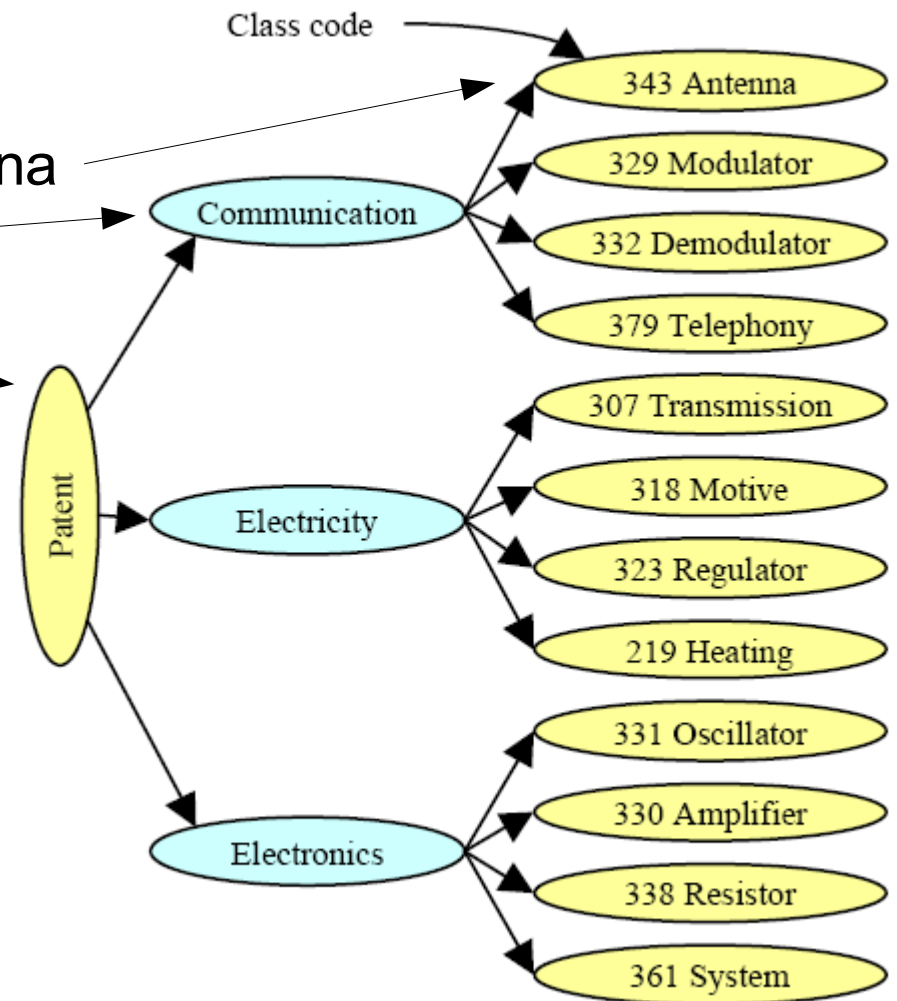 Class code
343 Antenna
na
329 Modulator
Communication
332 Demodulator
379 Telephony
307 Transmission
318 Motive
Patent
Electricity
323 Regulator
219 Heating
331 Oscillator
330 Amplifier
Electronics
338 Resistor
361 System